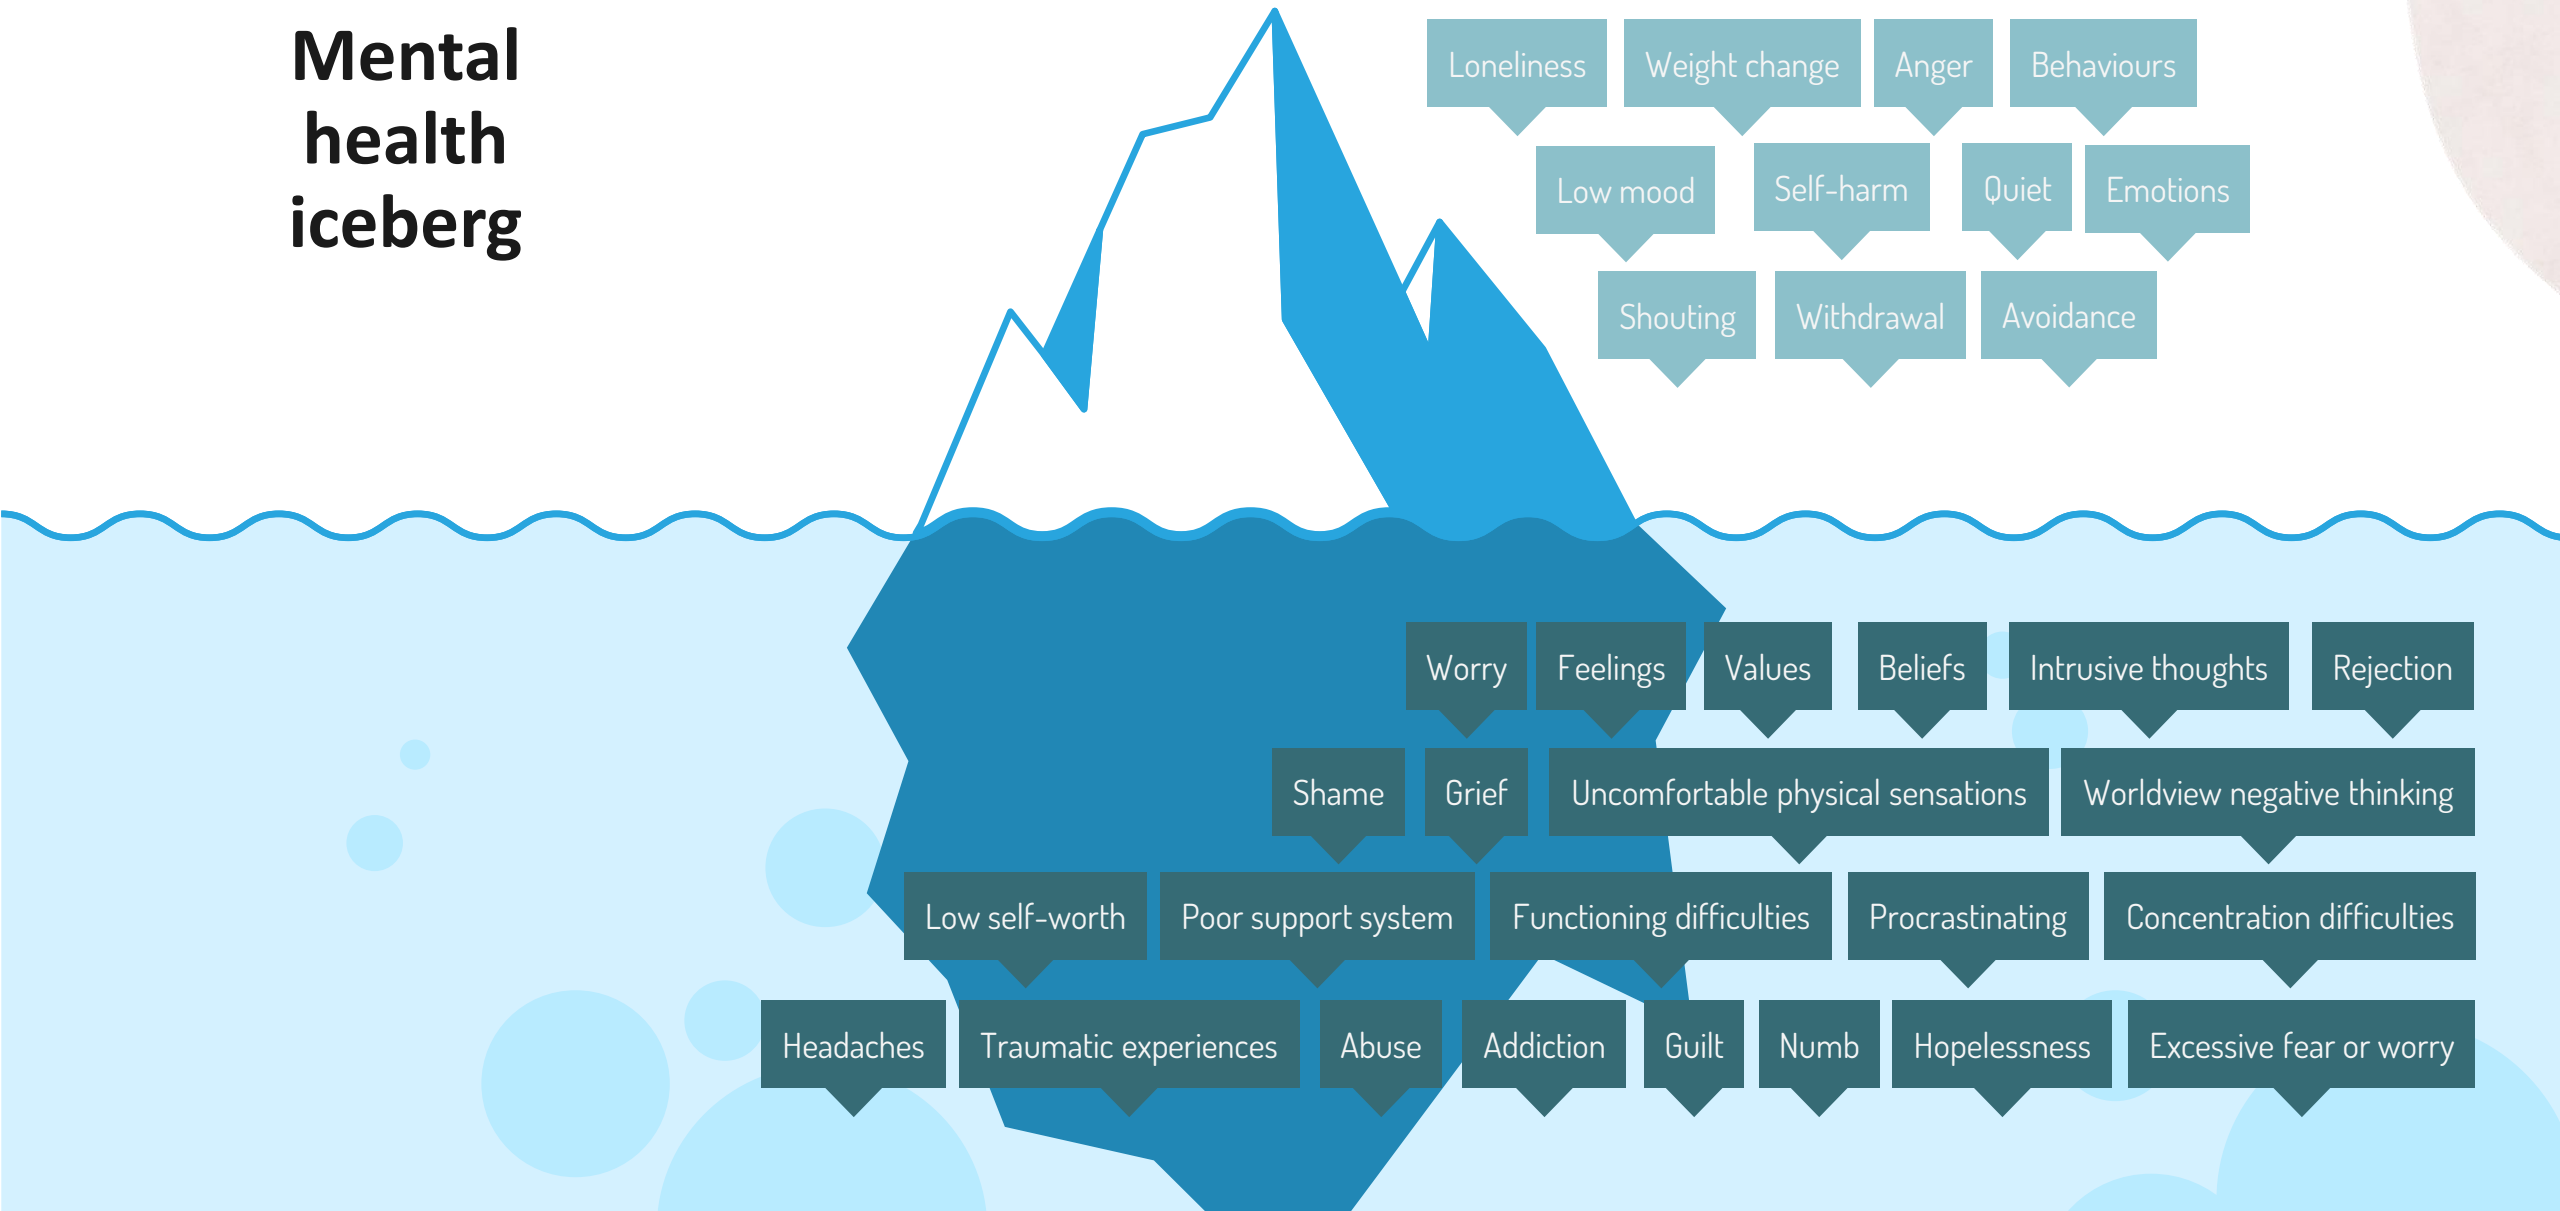 Mental
health
iceberg
Loneliness
Weight change
Anger
Behaviours
Low mood
Self-harm
Quiet
Emotions
Shouting
Withdrawal
Avoidance
Worry
Feelings
Values
Beliefs
Intrusive thoughts
Rejection
Shame
Grief
Uncomfortable physical sensations
Worldview negative thinking
Low self-worth
Poor support system
Functioning difficulties
Procrastinating
Concentration difficulties
Headaches
Traumatic experiences
Abuse
Addiction
Guilt
Numb
Hopelessness
Excessive fear or worry